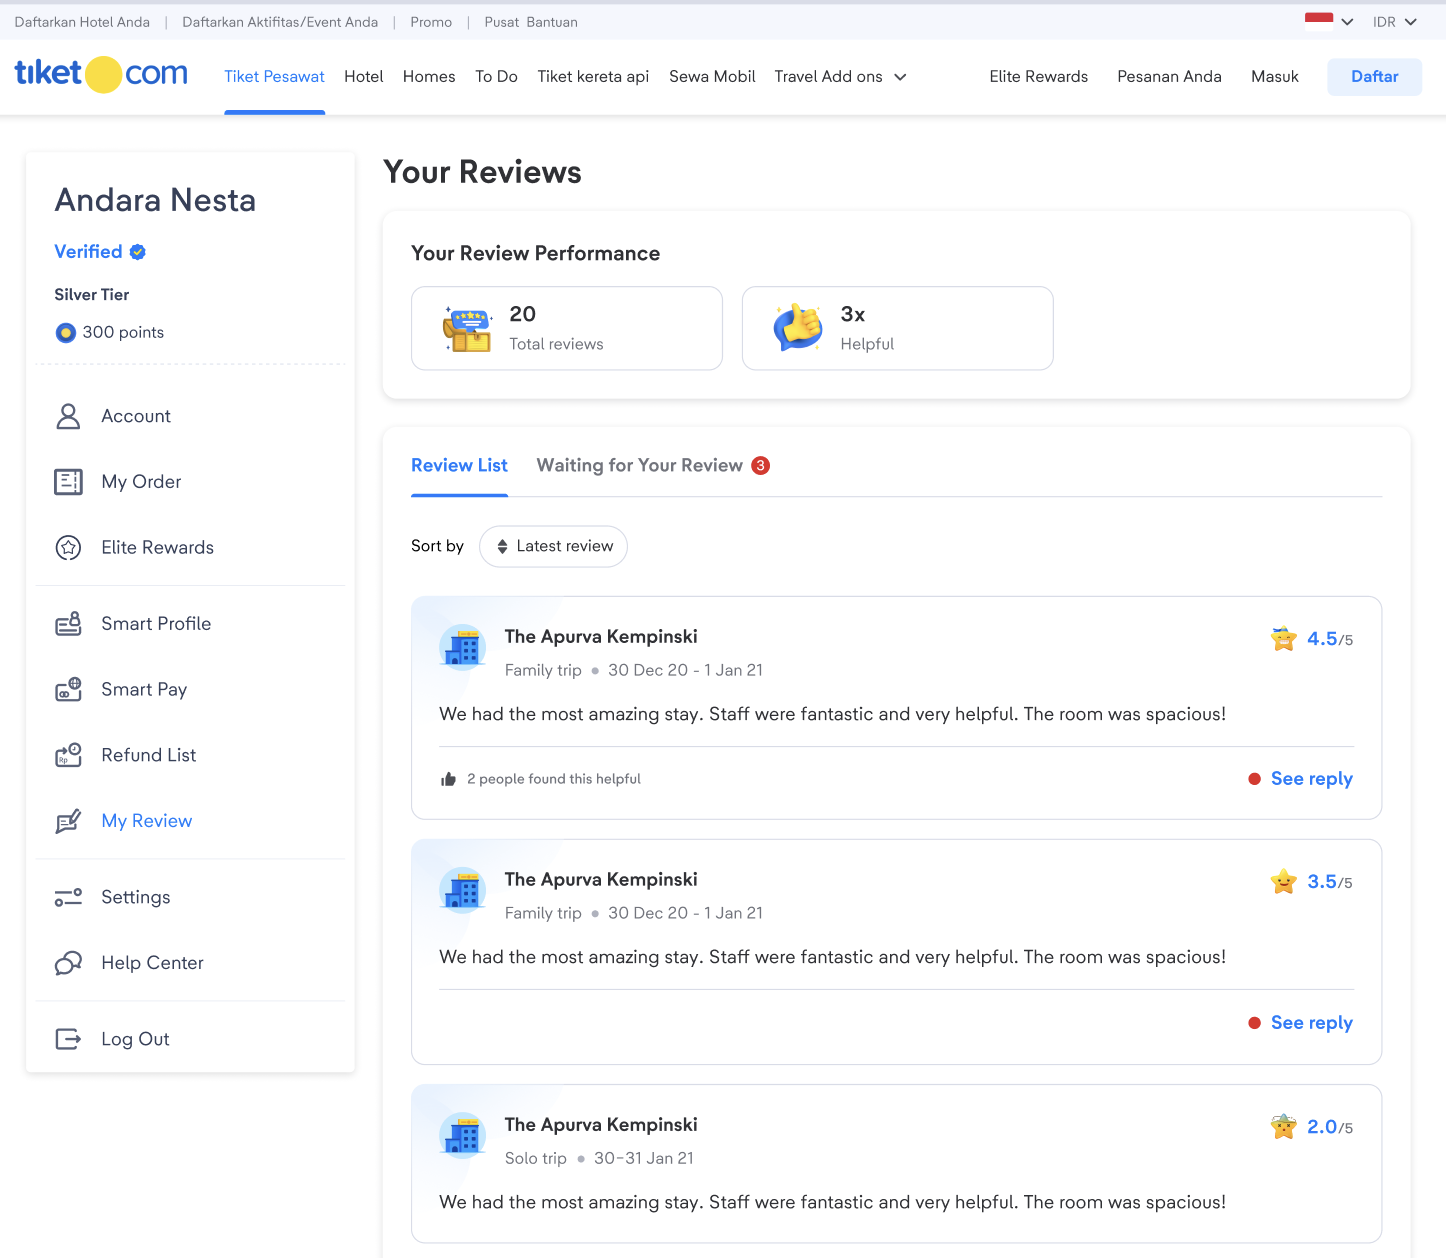 Daftarkan Hotel Anda | Daftarkan Aktifitas/Event Anda | Promo | Pusat Bantuan IDR
tiket com Tiket Pesawat Hotel Homes To Do Tiket kereta api Sewa Mobil Travel Add ons Elite Rewards Pesanan Anda Masuk Daftar
Andara Nesta
Verified
Silver Tier
300 points
Account
My Order
Elite Rewards
Smart Profile
Smart Pay
Rp
Refund List
My Review
Settings
Help Center
Log Out
Your Reviews
Your Review Performance
20
Total reviews
3x
Helpful
Review List Waiting for Your Review 3
Sort by Latest review
The Apurva Kempinski 4.5/5
Family trip • 30 Dec 20 - 1 Jan 21
We had the most amazing stay. Staff were fantastic and very helpful. The room was spacious!
2 people found this helpful See reply
The Apurva Kempinski 3.5/5
Family trip • 30 Dec 20 - 1 Jan 21
We had the most amazing stay. Staff were fantastic and very helpful. The room was spacious!
See reply
The Apurva Kempinski 2.0/5
Solo trip • 30-31 Jan 21
We had the most amazing stay. Staff were fantastic and very helpful. The room was spacious!